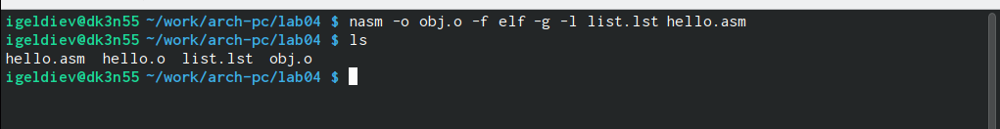 igeldiev@dk3n55 ~/work/arch-pc/lab04 $ nasm -o obj.o -f elf -g -l list.lst hello.asm
igeldiev@dk3n55 ~/work/arch-pc/lab04 $ ls
hello.asm  hello.o  list.lst  obj.o
igeldiev@dk3n55 ~/work/arch-pc/lab04 $